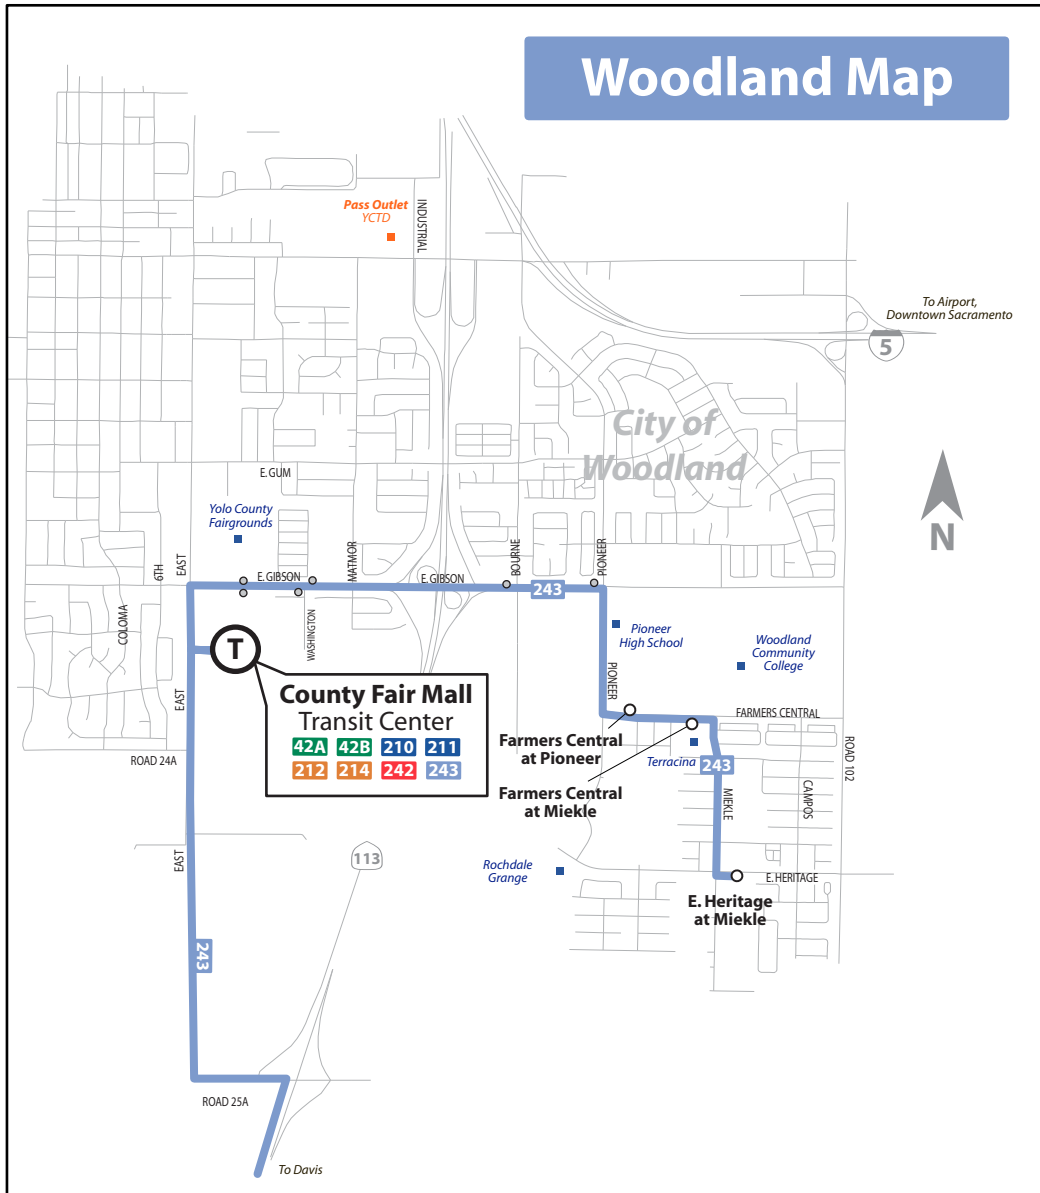 Woodland Map
Pass Outlet
YCTD
INDUSTRIAL
To Airport,
Downtown Sacramento
5
City of
Woodland
E. GUM
Yolo County
Fairgrounds
N
6TH
EAST
E. GIBSON
MATMOR
E. GIBSON
BOURNE
243
PIONEER
COLOMA
WASHINGTON
T
Pioneer
High School
Woodland
Community
College
PIONEER
EAST
County Fair Mall
Transit Center
42A 42B 210 211
212 214 242 243
FARMERS CENTRAL
Farmers Central
at Pioneer
Terracina
243
ROAD 102
ROAD 24A
Farmers Central
at Miekle
MIEKLE
CAMPOS
EAST
113
Rochdale
Grange
E. HERITAGE
E. Heritage
at Miekle
243
ROAD 25A
To Davis